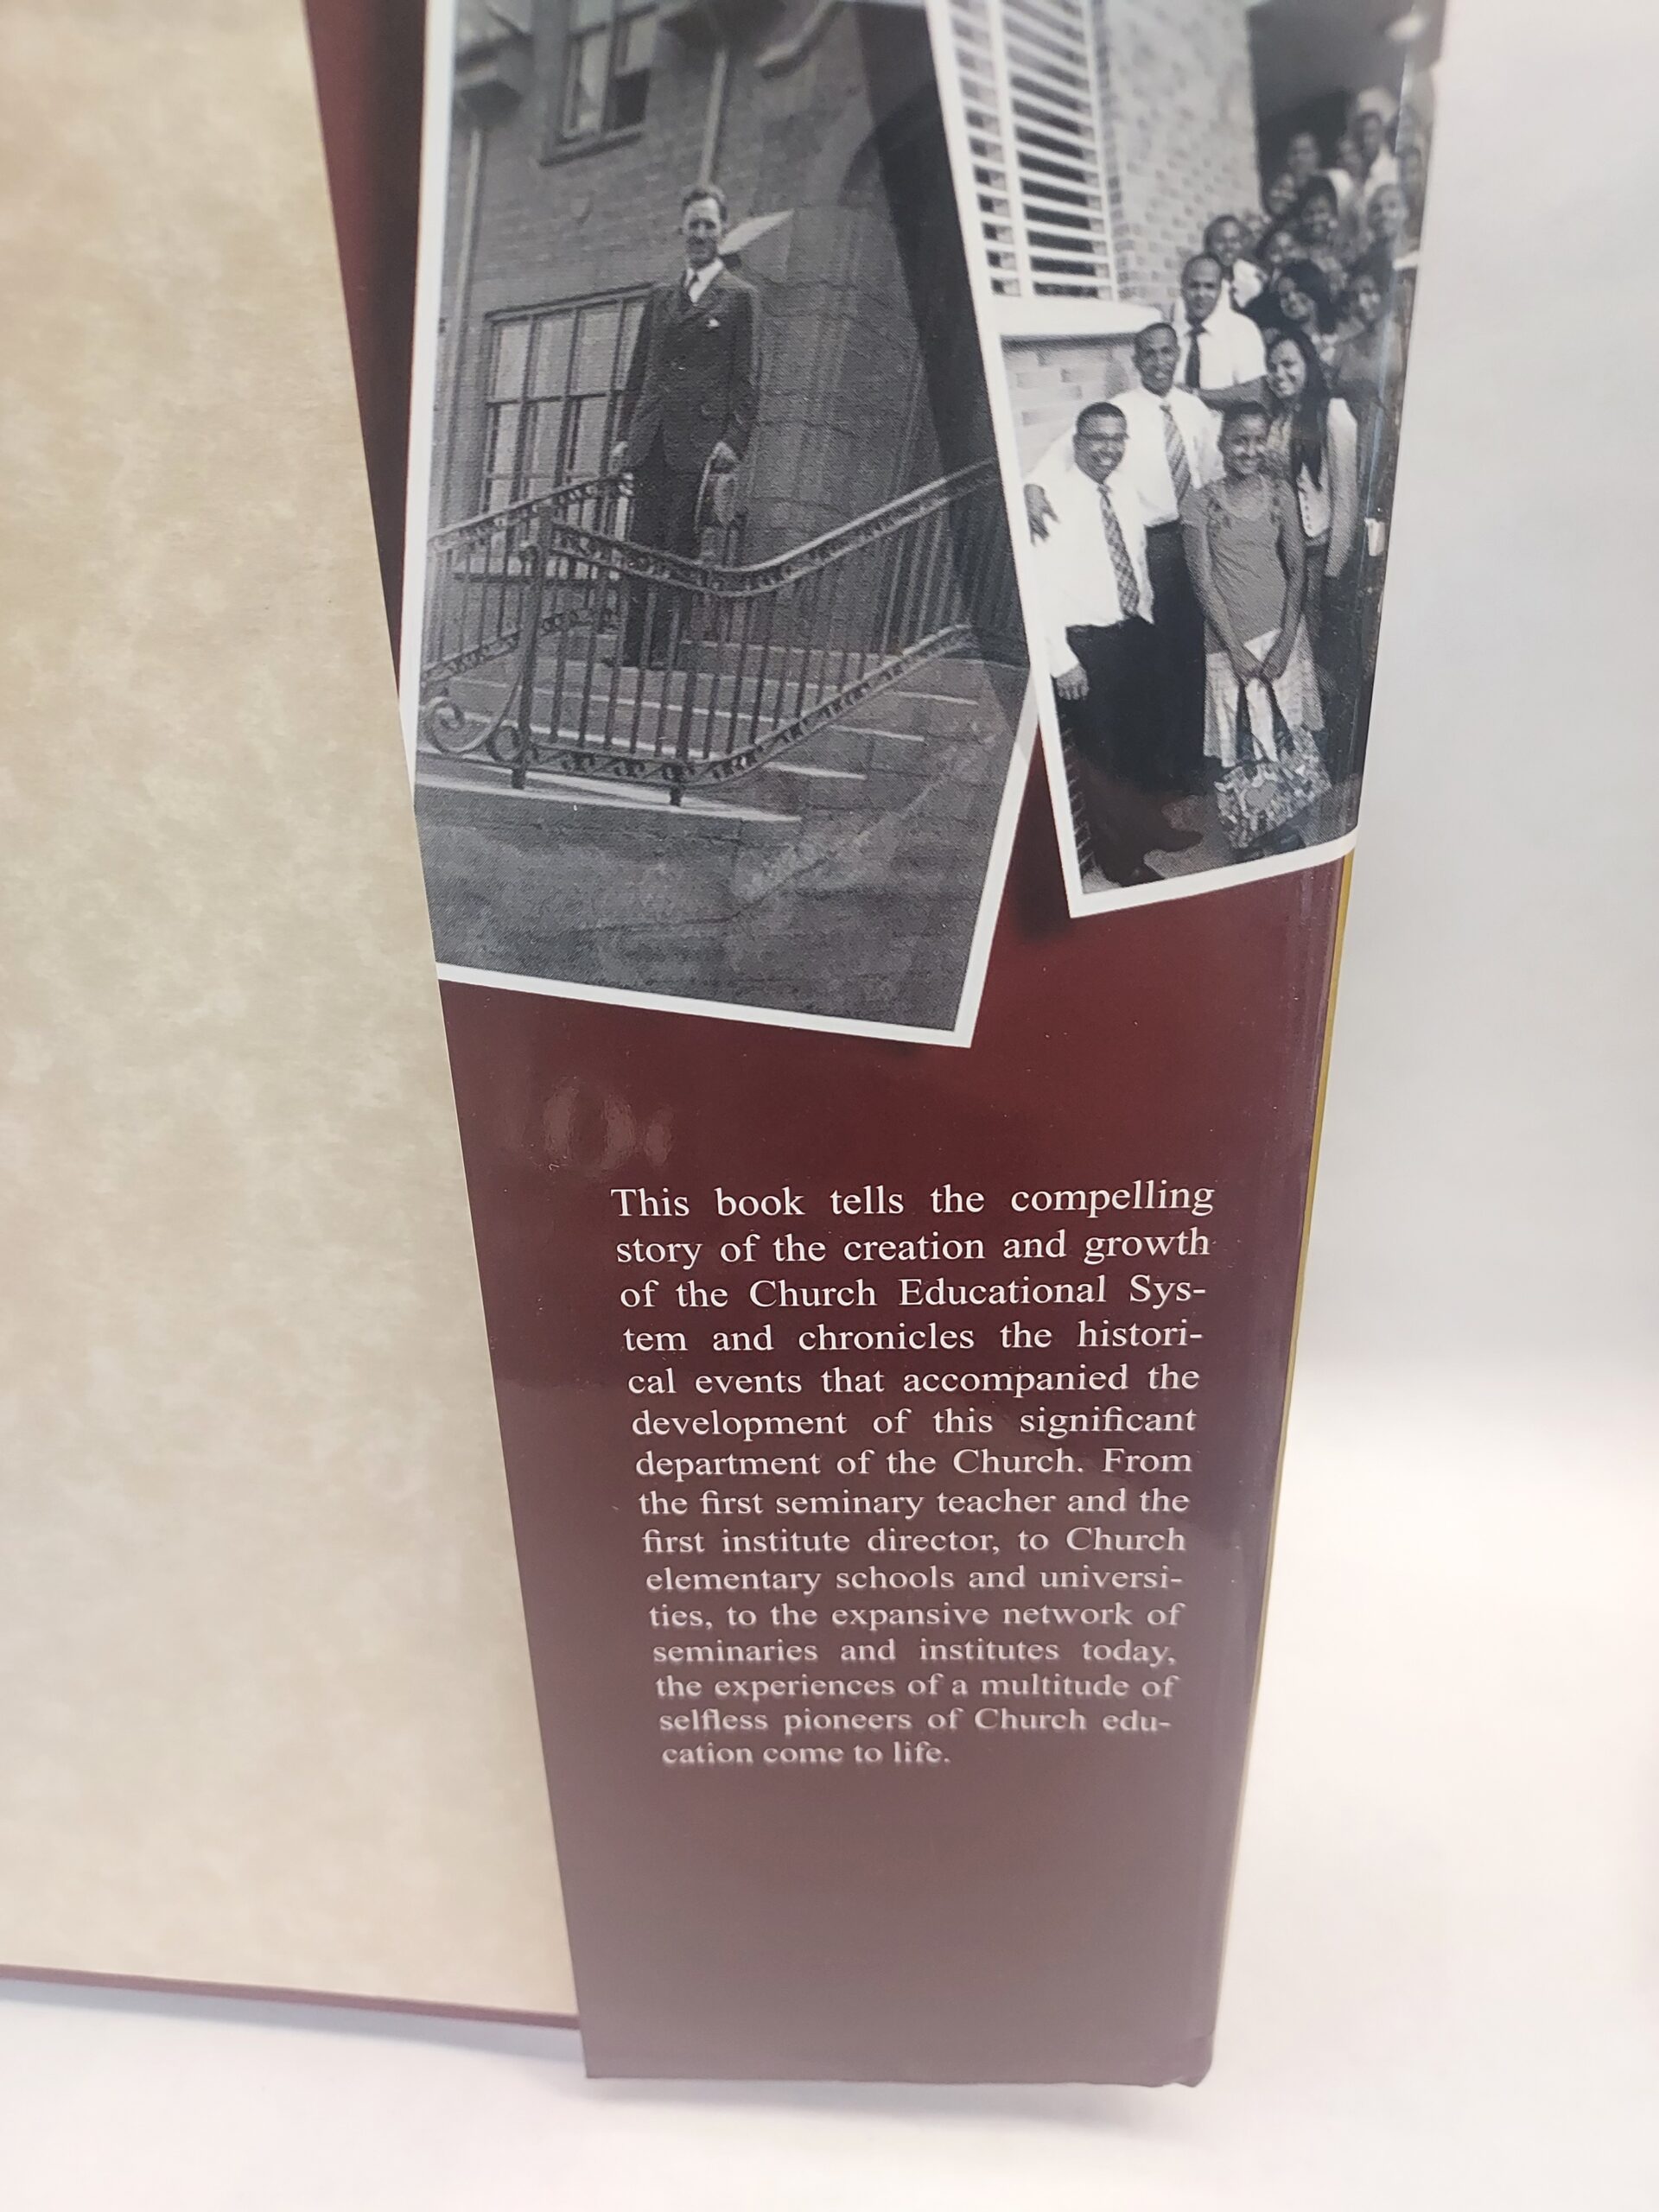 This book tells the compelling
story of the creation and growth
of the Church Educational Sys-
tem and chronicles the histori-
cal events that accompanied the
development of this significant
department of the Church. From
the first seminary teacher and the
first institute director, to Church
elementary schools and universi-
ties, to the expansive network of
seminaries and institutes today,
the experiences of a multitude of
selfless pioneers of Church edu-
cation come to life.